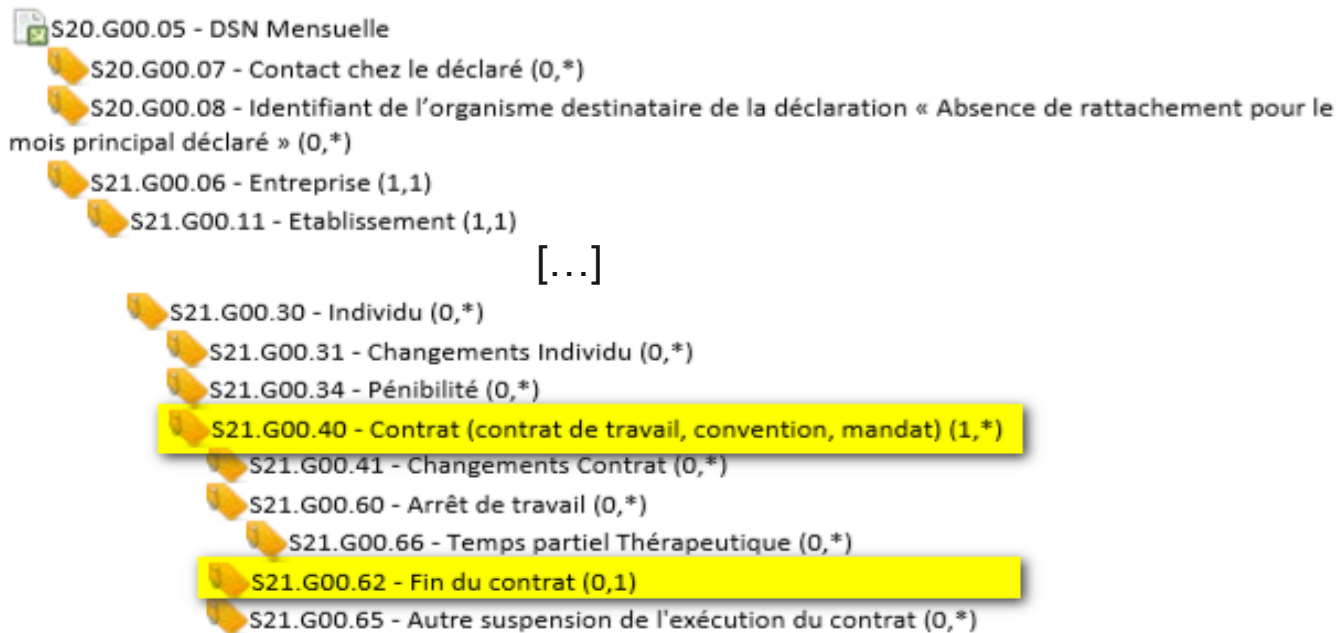 S20.G00.05 - DSN Mensuelle
S20.G00.07 - Contact chez le déclaré (0,*)
S20.G00.08 - Identifiant de l’organisme destinataire de la déclaration « Absence de rattachement pour le
mois principal déclaré » (0,*)
S21.G00.06 - Entreprise (1,1)
S21.G00.11 - Etablissement (1,1)
[…]
S21.G00.30 - Individu (0,*)
S21.G00.31 - Changements Individu (0,*)
S21.G00.34 - Pénibilité (0,*)
S21.G00.40 - Contrat (contrat de travail, convention, mandat) (1,*)
S21.G00.41 - Changements Contrat (0,*)
S21.G00.60 - Arrêt de travail (0,*)
S21.G00.66 - Temps partiel Thérapeutique (0,*)
S21.G00.62 - Fin du contrat (0,1)
S21.G00.65 - Autre suspension de l'exécution du contrat (0,*)